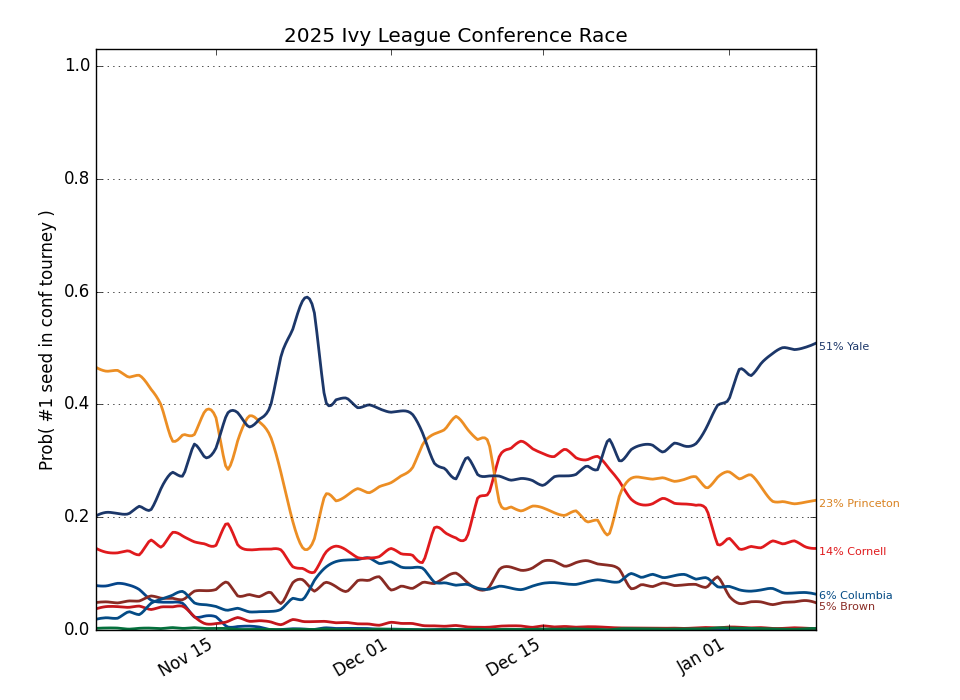 2025 Ivy League Conference Race
Prob( #1 seed in conf tourney )
1.0
0.8
0.6
0.4
0.2
0.0
Nov 15
Dec 01
Dec 15
Jan 01
51% Yale
23% Princeton
14% Cornell
6% Columbia
5% Brown